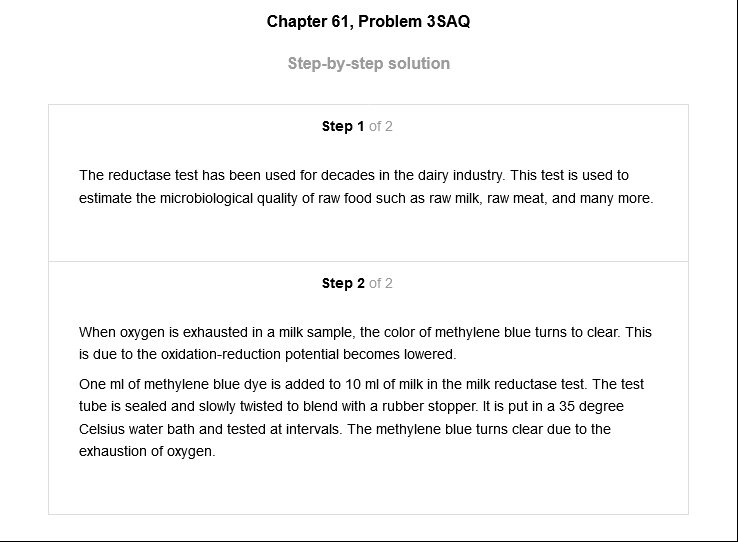 Chapter 61, Problem 3SAQ
Step-by-step solution
Step 1 of 2
The reductase test has been used for decades in the dairy industry. This test is used to
estimate the microbiological quality of raw food such as raw milk, raw meat, and many more.
Step 2 of 2
When oxygen is exhausted in a milk sample, the color of methylene blue turns to clear. This
is due to the oxidation-reduction potential becomes lowered.
One ml of methylene blue dye is added to 10 ml of milk in the milk reductase test. The test
tube is sealed and slowly twisted to blend with a rubber stopper. It is put in a 35 degree
Celsius water bath and tested at intervals. The methylene blue turns clear due to the
exhaustion of oxygen.